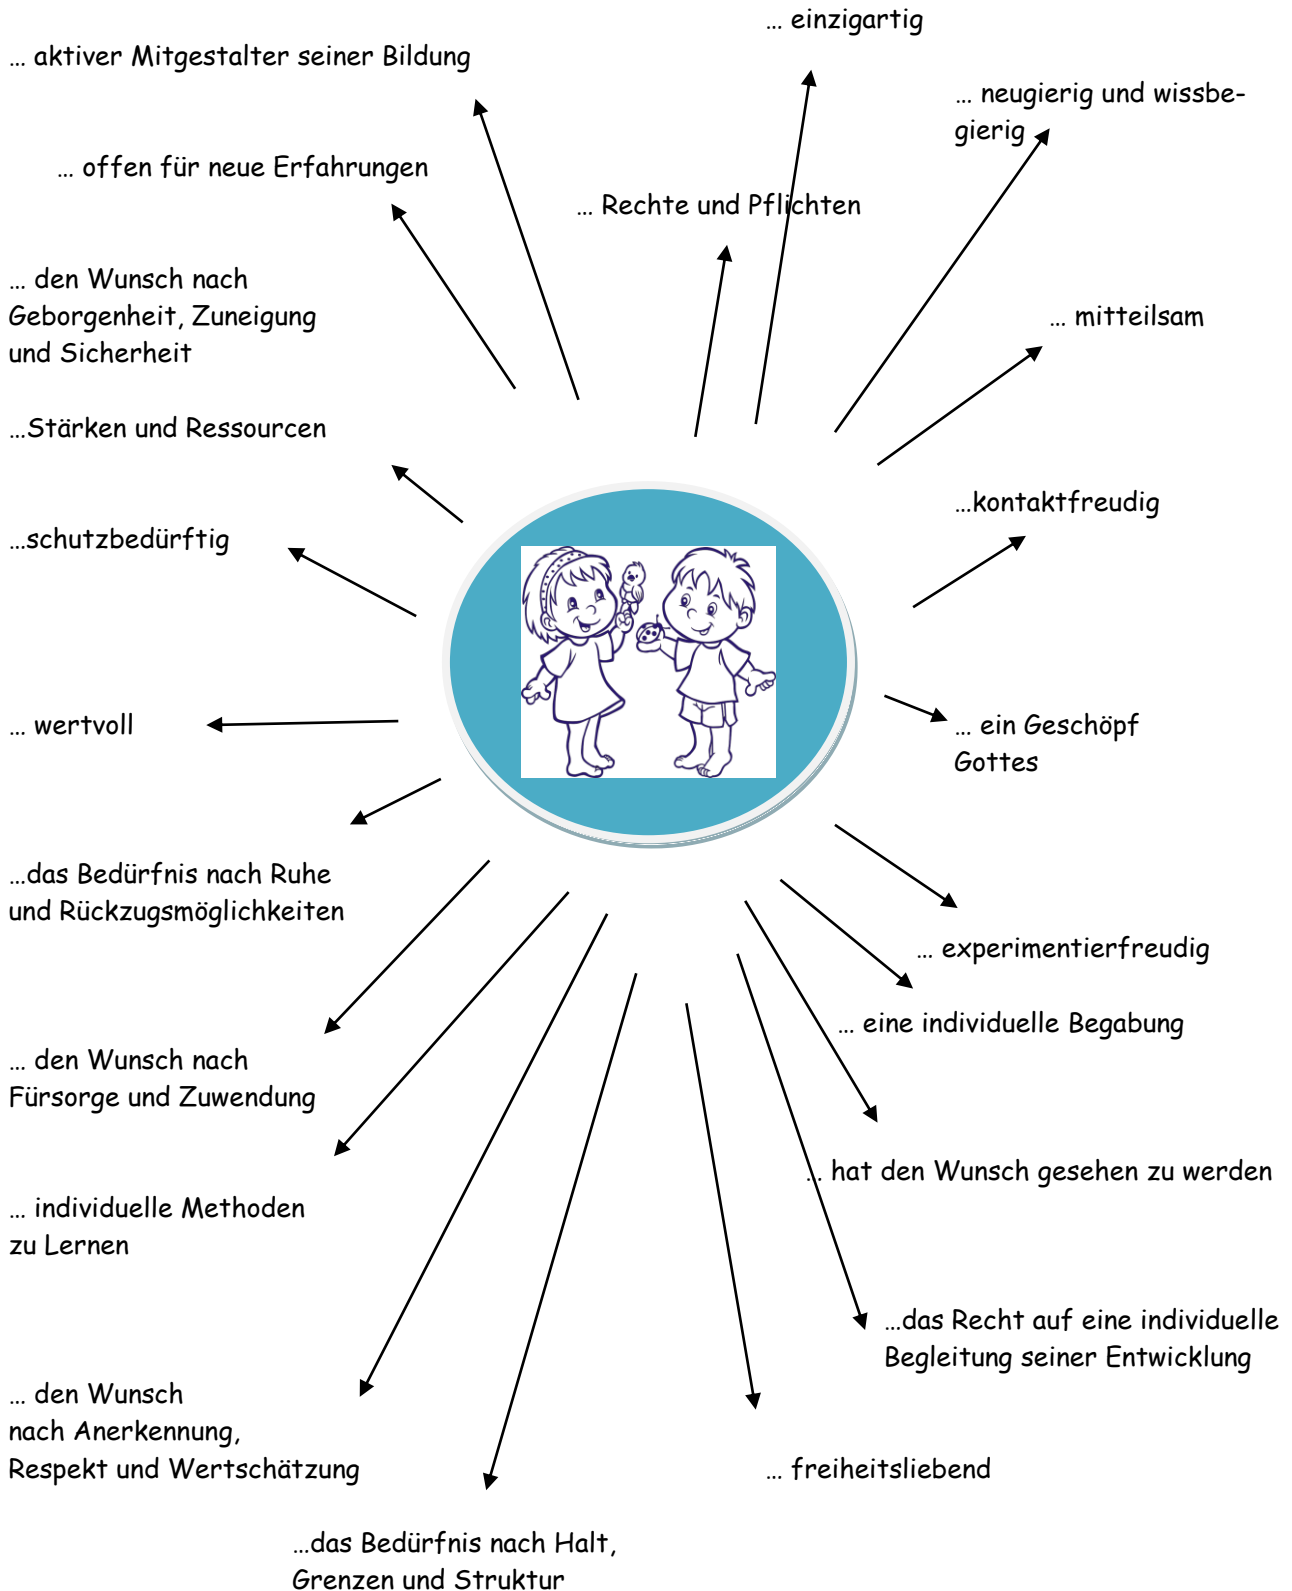 … einzigartig
… aktiver Mitgestalter seiner Bildung
… neugierig und wissbe-
gierig
… offen für neue Erfahrungen
… Rechte und Pflichten
… den Wunsch nach
Geborgenheit, Zuneigung
und Sicherheit
… mitteilsam
…Stärken und Ressourcen
…kontaktfreudig
…schutzbedürftig
… wertvoll
… ein Geschöpf
Gottes
…das Bedürfnis nach Ruhe
und Rückzugsmöglichkeiten
… experimentierfreudig
… eine individuelle Begabung
… den Wunsch nach
Fürsorge und Zuwendung
… hat den Wunsch gesehen zu werden
… individuelle Methoden
zu Lernen
…das Recht auf eine individuelle
Begleitung seiner Entwicklung
… den Wunsch
nach Anerkennung,
Respekt und Wertschätzung
… freiheitsliebend
…das Bedürfnis nach Halt,
Grenzen und Struktur